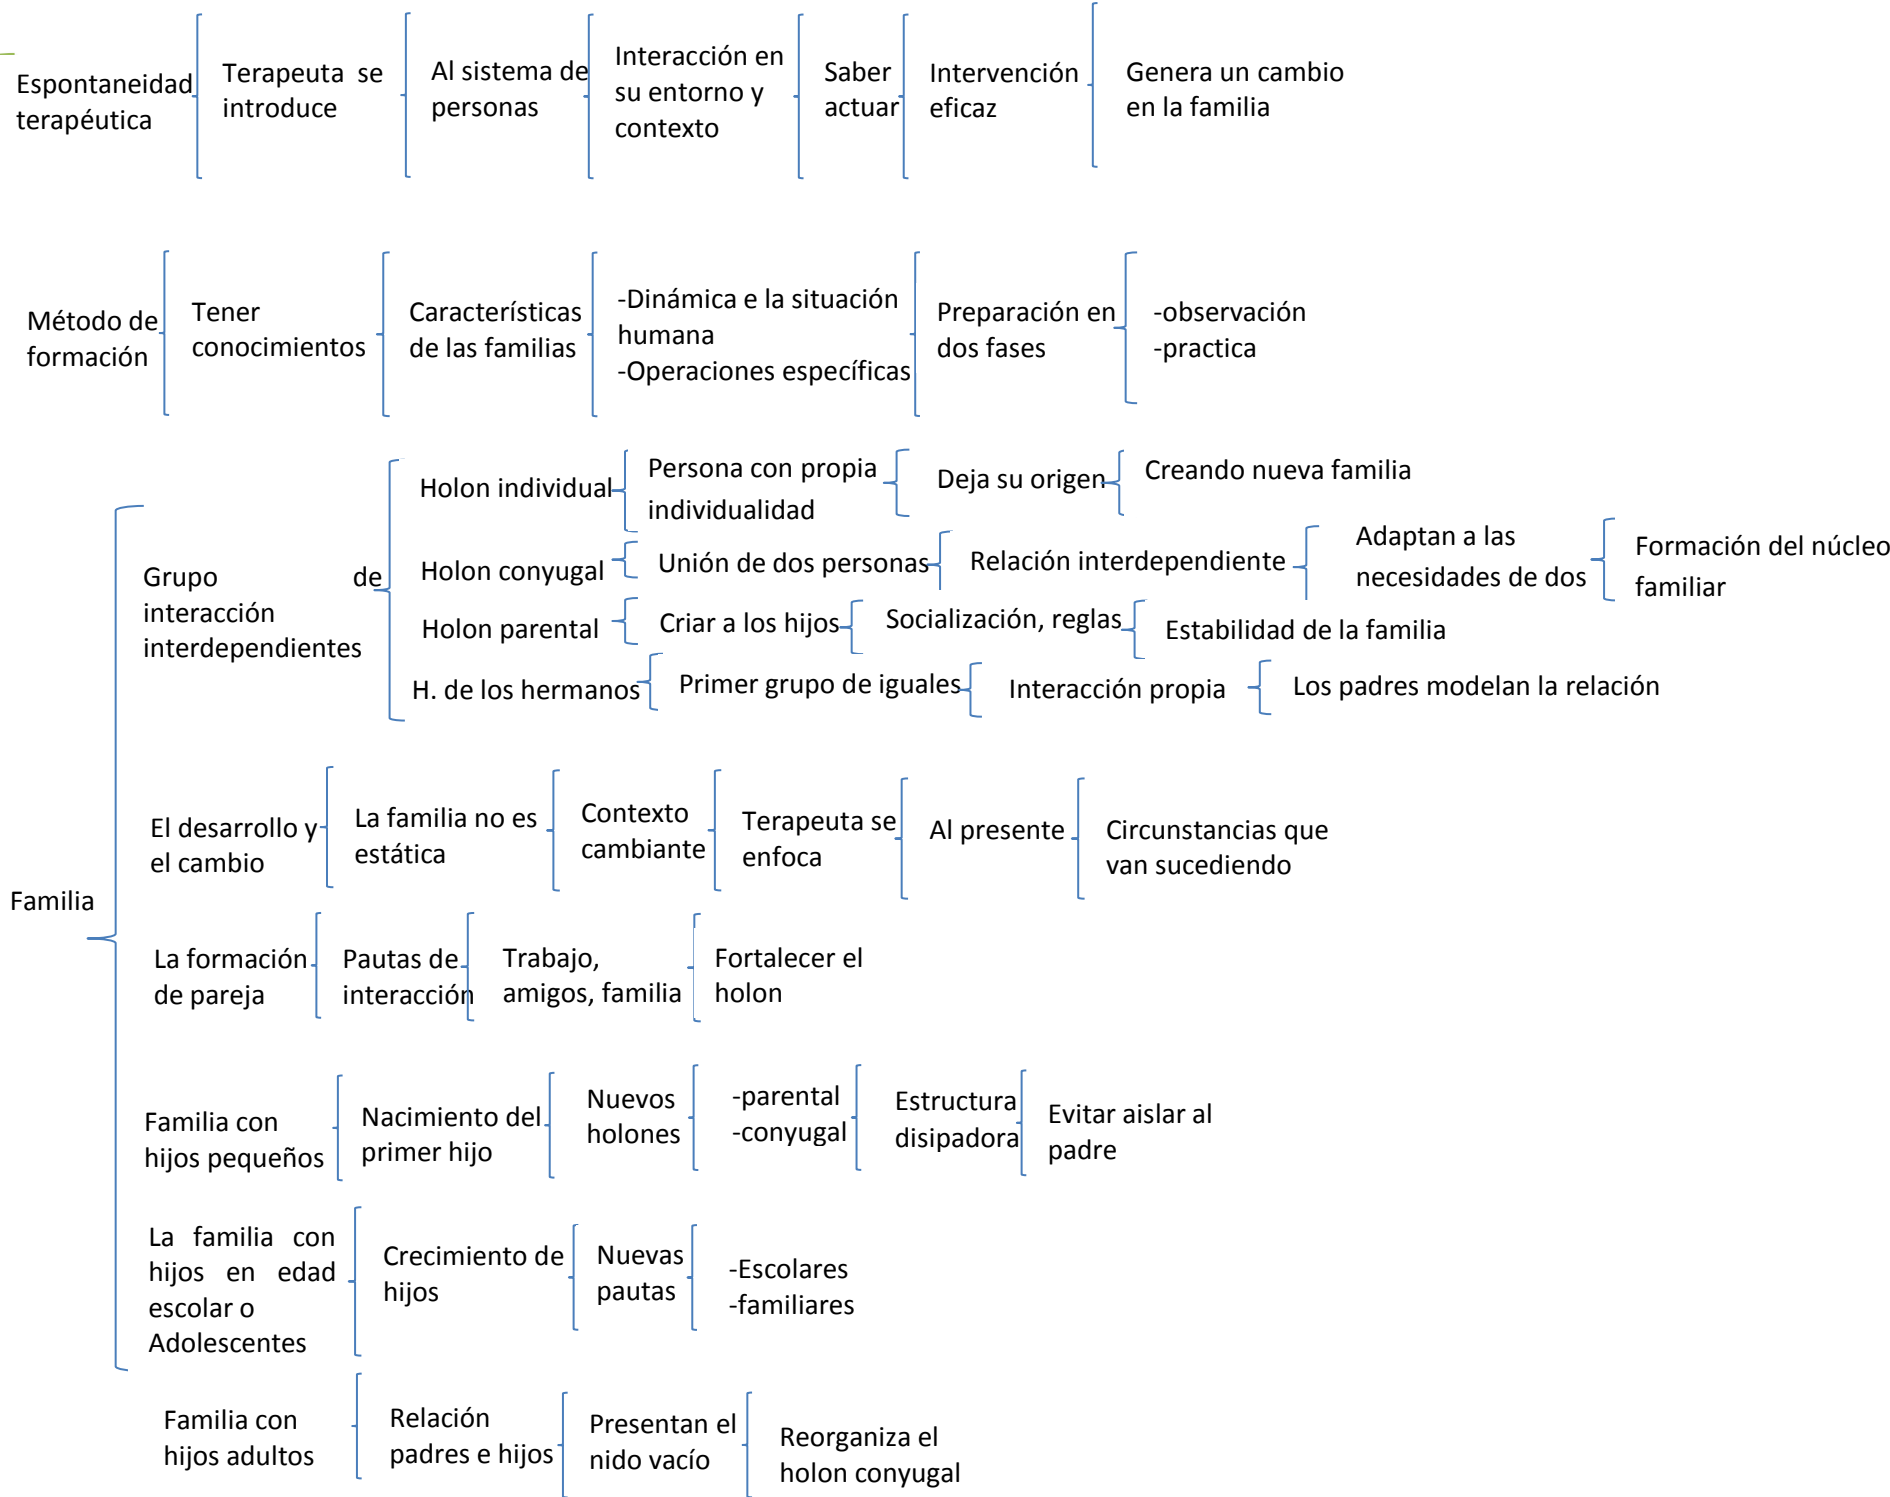 Espontaneidad
terapéutica
Terapeuta se
introduce
Al sistema de
personas
Interacción en
su entorno y
contexto
Saber
actuar
Intervención
eficaz
Genera un cambio
en la familia
Método de
formación
Tener
conocimientos
Características
de las familias
-Dinámica e la situación
humana
-Operaciones específicas
Preparación en
dos fases
-observación
-practica
Familia
Grupo de
interacción
interdependientes
Holon individual
Persona con propia
individualidad
Deja su origen
Creando nueva familia
Holon conyugal
Unión de dos personas
Relación interdependiente
Adaptan a las
necesidades de dos
Formación del núcleo
familiar
Holon parental
Criar a los hijos
Socialización, reglas
Estabilidad de la familia
H. de los hermanos
Primer grupo de iguales
Interacción propia
Los padres modelan la relación
El desarrollo y
el cambio
La familia no es
estática
Contexto
cambiante
Terapeuta se
enfoca
Al presente
Circunstancias que
van sucediendo
La formación
de pareja
Pautas de
interacción
Trabajo,
amigos, familia
Fortalecer el
holon
Familia con
hijos pequeños
Nacimiento del
primer hijo
Nuevos
holones
-parental
-conyugal
Estructura
disipadora
Evitar aislar al
padre
La familia con
hijos en edad
escolar o
Adolescentes
Crecimiento de
hijos
Nuevas
pautas
-Escolares
-familiares
Familia con
hijos adultos
Relación
padres e hijos
Presentan el
nido vacío
Reorganiza el
holon conyugal